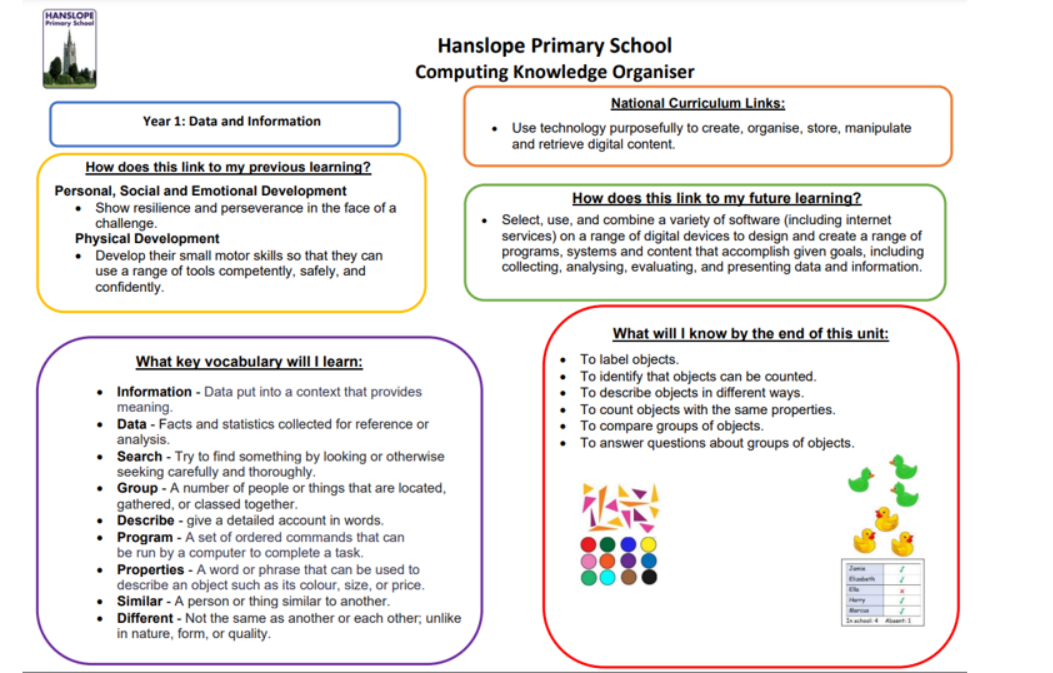 HANSLOPE
Primary School
Hanslope Primary School
Computing Knowledge Organiser
Year 1: Data and Information
National Curriculum Links:
• Use technology purposefully to create, organise, store, manipulate
and retrieve digital content.
How does this link to my previous learning?
Personal, Social and Emotional Development
• Show resilience and perseverance in the face of a
challenge.
Physical Development
• Develop their small motor skills so that they can
use a range of tools competently, safely, and
confidently.
How does this link to my future learning?
• Select, use, and combine a variety of software (including internet
services) on a range of digital devices to design and create a range of
programs, systems and content that accomplish given goals, including
collecting, analysing, evaluating, and presenting data and information.
What key vocabulary will I learn:
• Information - Data put into a context that provides
meaning.
• Data - Facts and statistics collected for reference or
analysis.
• Search - Try to find something by looking or otherwise
seeking carefully and thoroughly.
• Group - A number of people or things that are located,
gathered, or classed together.
• Describe - give a detailed account in words.
• Program - A set of ordered commands that can
be run by a computer to complete a task.
• Properties - A word or phrase that can be used to
describe an object such as its colour, size, or price.
• Similar - A person or thing similar to another.
• Different - Not the same as another or each other; unlike
in nature, form, or quality.
What will I know by the end of this unit:
• To label objects.
• To identify that objects can be counted.
• To describe objects in different ways.
• To count objects with the same properties.
• To compare groups of objects.
• To answer questions about groups of objects.
Jamie ✓
Elizabeth ✓
Ella ×
Harry ✓
Marcus ✓
In school: 4 Absent: 1